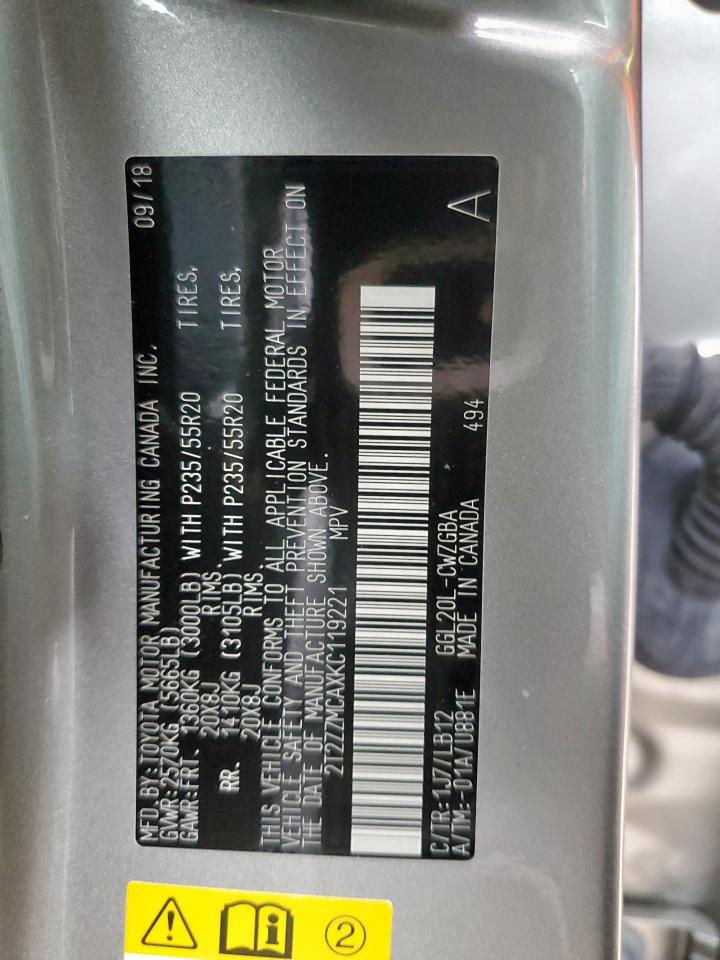 MFD.BY:TOYOTA MOTOR MANUFACTURING CANADA INC. 09/18
GVWR:2570KG (5665LB)
GAWR:FRT. 1360KG (3000LB) WITH P235/55R20 TIRES,
20X8J RIMS.
RR. 1410KG (3105LB) WITH P235/55R20 TIRES,
20X8J RIMS.
THIS VEHICLE CONFORMS TO ALL APPLICABLE FEDERAL MOTOR
VEHICLE SAFETY AND THEFT PREVENTION STANDARDS IN EFFECT ON
THE DATE OF MANUFACTURE SHOWN ABOVE.
2T2ZZMCAXKC119221 MPV
C/TR:1J7/LB12 GGL20L-CWZGBA
A/TM:-01A/U881E MADE IN CANADA 494 A
2